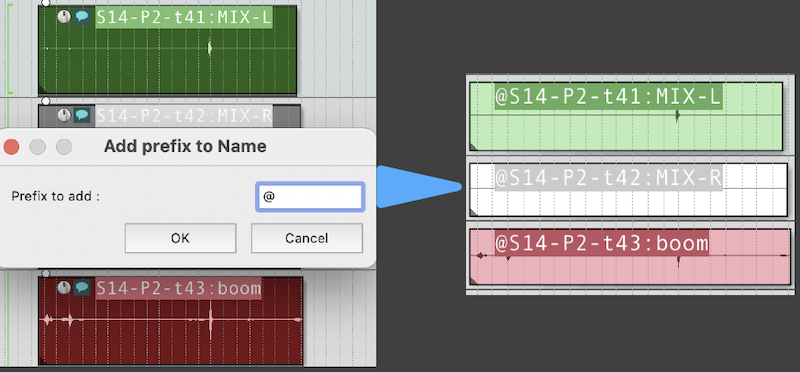 S14-P2-t41:MIX-L
S14-P2-t42:MIX-R
Add prefix to Name
Prefix to add :
@
OK
Cancel
S14-P2-t43:boom
@S14-P2-t41:MIX-L
@S14-P2-t42:MIX-R
@S14-P2-t43:boom